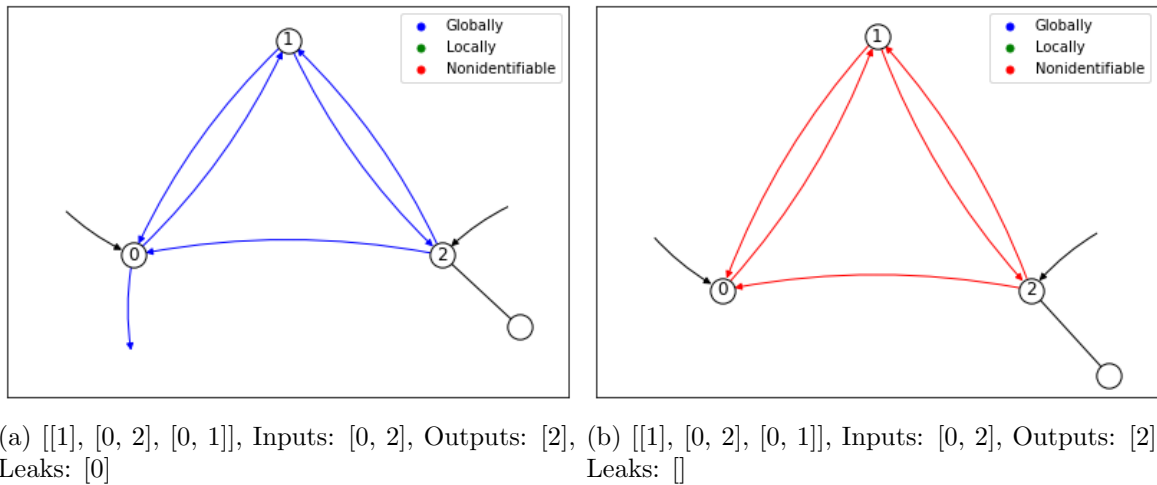 1
Globally
Locally
Nonidentifiable
0
2
1
Globally
Locally
Nonidentifiable
0
2
(a) [[1], [0, 2], [0, 1]], Inputs: [0, 2], Outputs: [2],
Leaks: [0]
(b) [[1], [0, 2], [0, 1]], Inputs: [0, 2], Outputs: [2]
Leaks: []